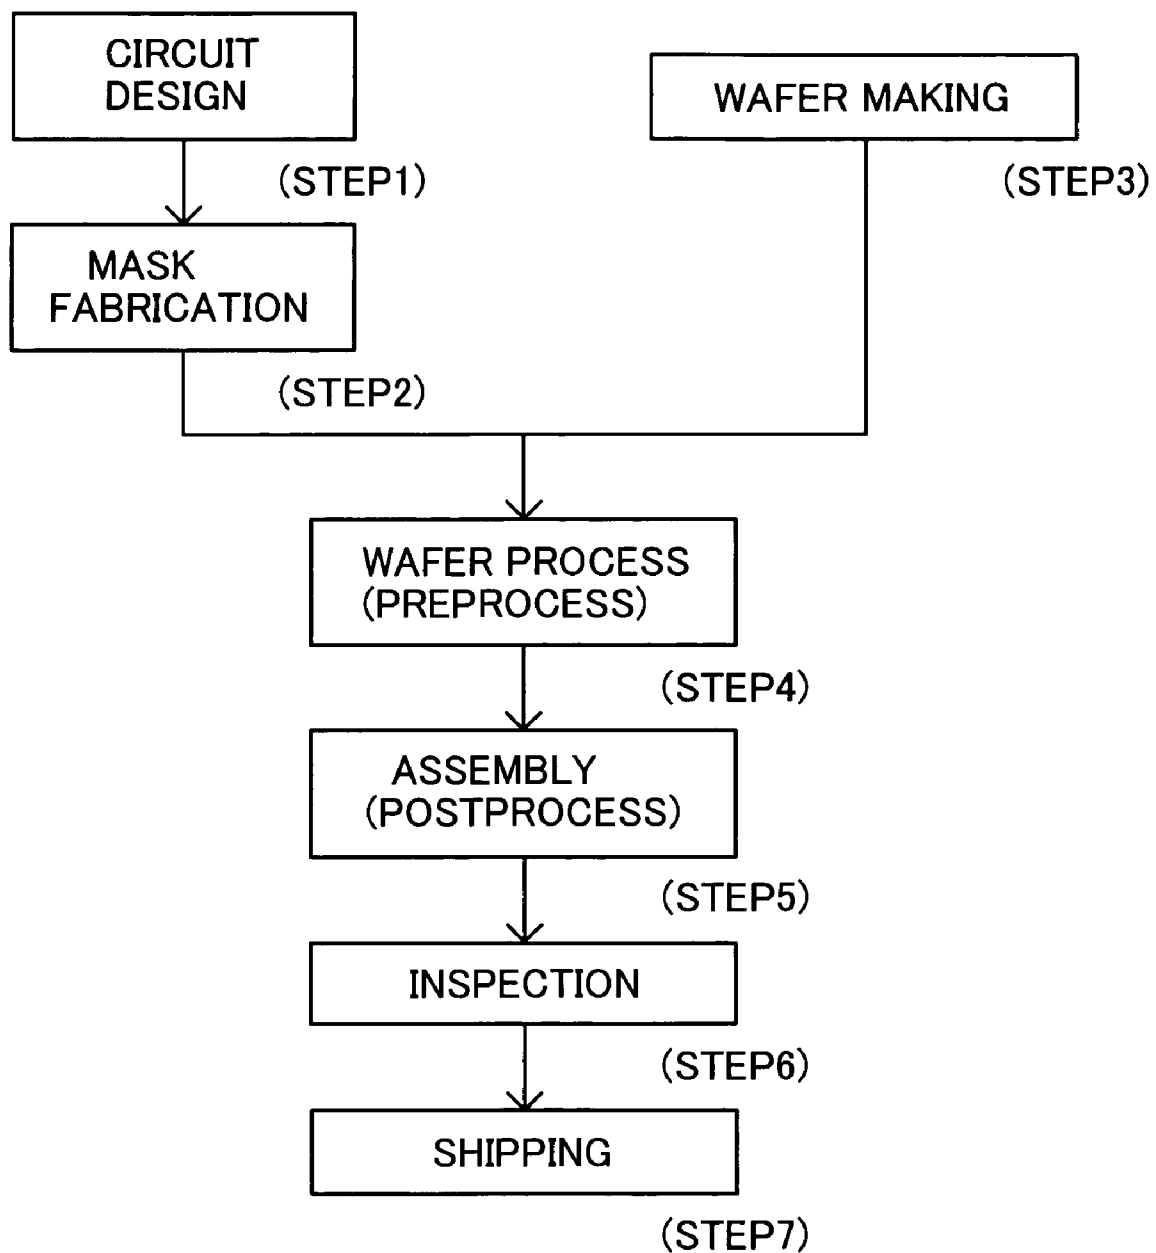 CIRCUIT
DESIGN
(STEP1)
WAFER MAKING
(STEP3)
MASK
FABRICATION
(STEP2)
WAFER PROCESS
(PREPROCESS)
(STEP4)
ASSEMBLY
(POSTPROCESS)
(STEP5)
INSPECTION
(STEP6)
SHIPPING
(STEP7)